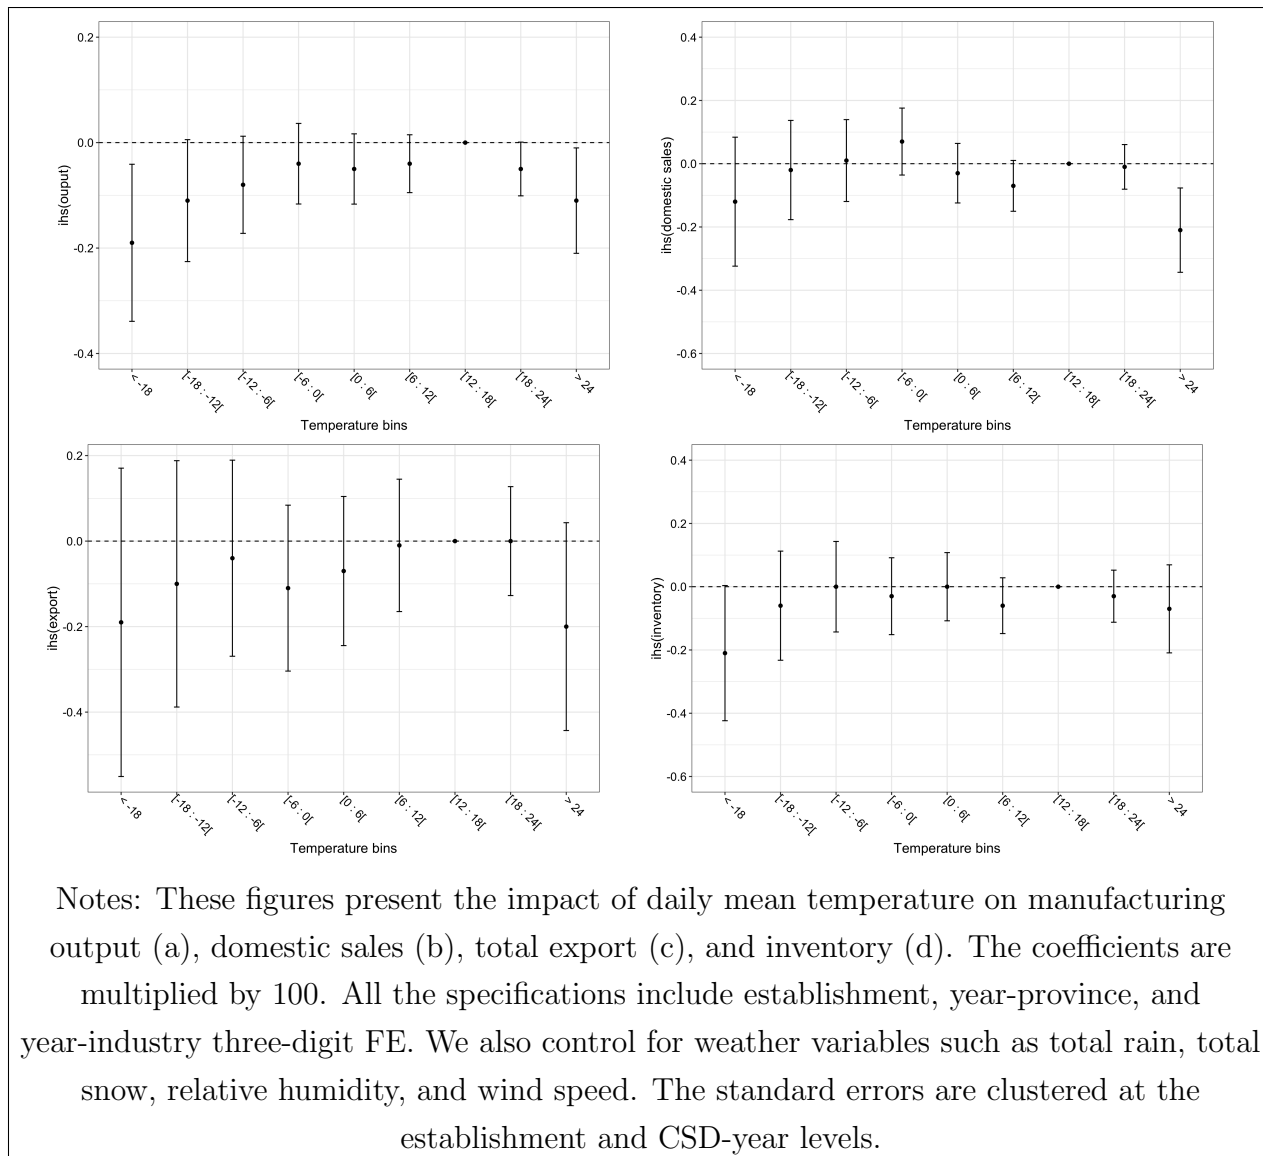 0.2
0.0
-0.2
-0.4
ihs(ouput)
< -18
[-18 : -12[
[-12 : -6[
[-6 : 0[
[0 : 6[
[6 : 12[
[12 : 18[
[18 : 24[
> 24
Temperature bins
0.4
0.2
0.0
-0.2
-0.4
-0.6
ihs(domestic sales)
< -18
[-18 : -12[
[-12 : -6[
[-6 : 0[
[0 : 6[
[6 : 12[
[12 : 18[
[18 : 24[
> 24
Temperature bins
0.2
0.0
-0.2
-0.4
ihs(export)
< -18
[-18 : -12[
[-12 : -6[
[-6 : 0[
[0 : 6[
[6 : 12[
[12 : 18[
[18 : 24[
> 24
Temperature bins
0.4
0.2
0.0
-0.2
-0.4
-0.6
ihs(inventory)
< -18
[-18 : -12[
[-12 : -6[
[-6 : 0[
[0 : 6[
[6 : 12[
[12 : 18[
[18 : 24[
> 24
Temperature bins
Notes: These figures present the impact of daily mean temperature on manufacturing
output (a), domestic sales (b), total export (c), and inventory (d). The coefficients are
multiplied by 100. All the specifications include establishment, year-province, and
year-industry three-digit FE. We also control for weather variables such as total rain, total
snow, relative humidity, and wind speed. The standard errors are clustered at the
establishment and CSD-year levels.